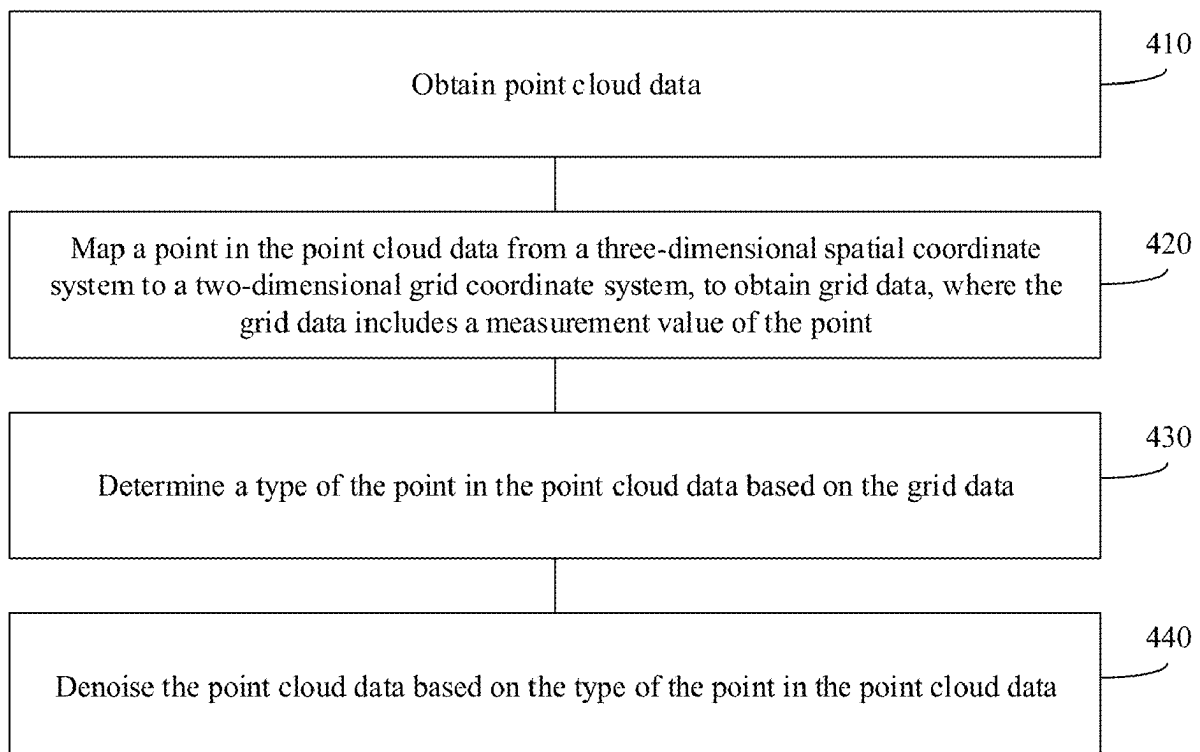 410
Obtain point cloud data
420
Map a point in the point cloud data from a three-dimensional spatial coordinate
system to a two-dimensional grid coordinate system, to obtain grid data, where the
grid data includes a measurement value of the point
430
Determine a type of the point in the point cloud data based on the grid data
440
Denoise the point cloud data based on the type of the point in the point cloud data